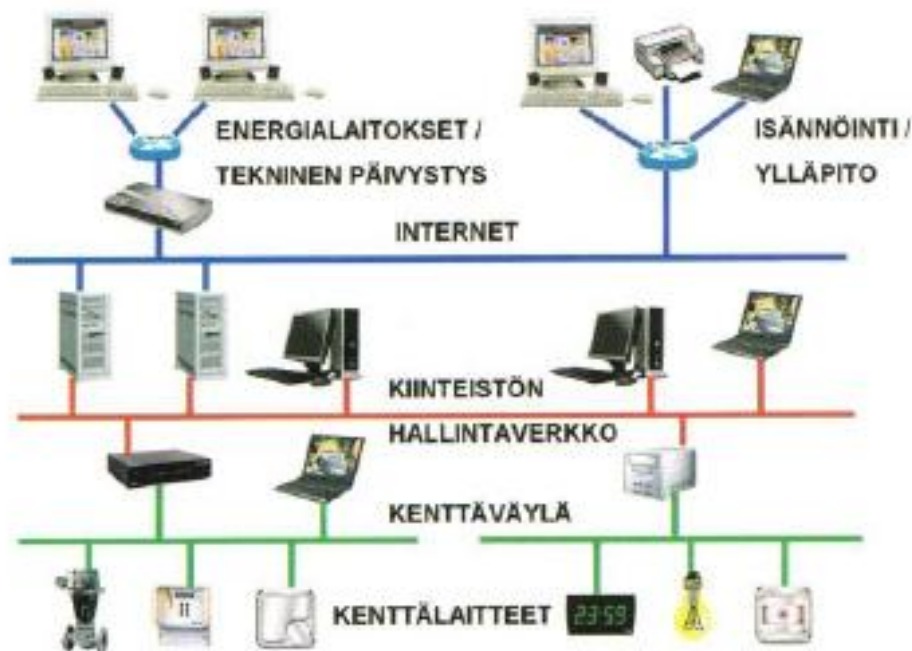 ENERGIALAITOKSET /
TEKNINEN PÄIVYSTYS
ISÄNNÖINTI /
YLLÄPITO
INTERNET
KIINTEISTÖN
HALLINTAVERKKO
KENTTÄVÄYLÄ
KENTTÄLAITTEET
23:59